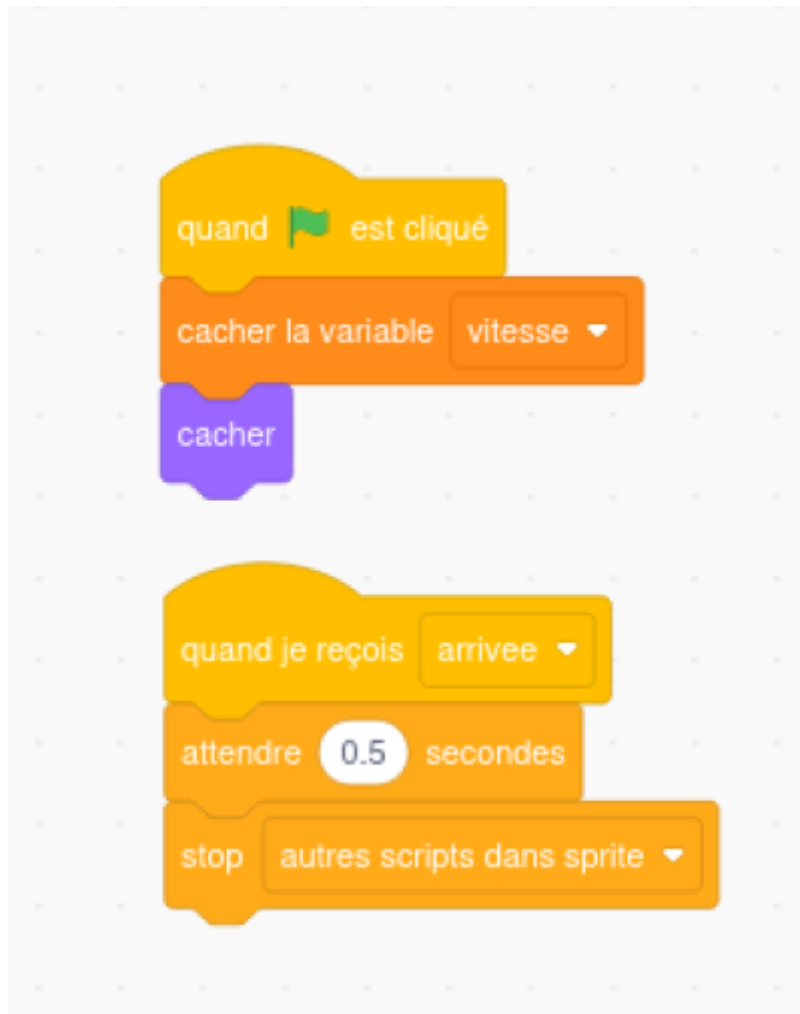 quand est cliqué
cacher la variable vitesse
cacher
quand je reçois arrivee
attendre 0.5 secondes
stop autres scripts dans sprite